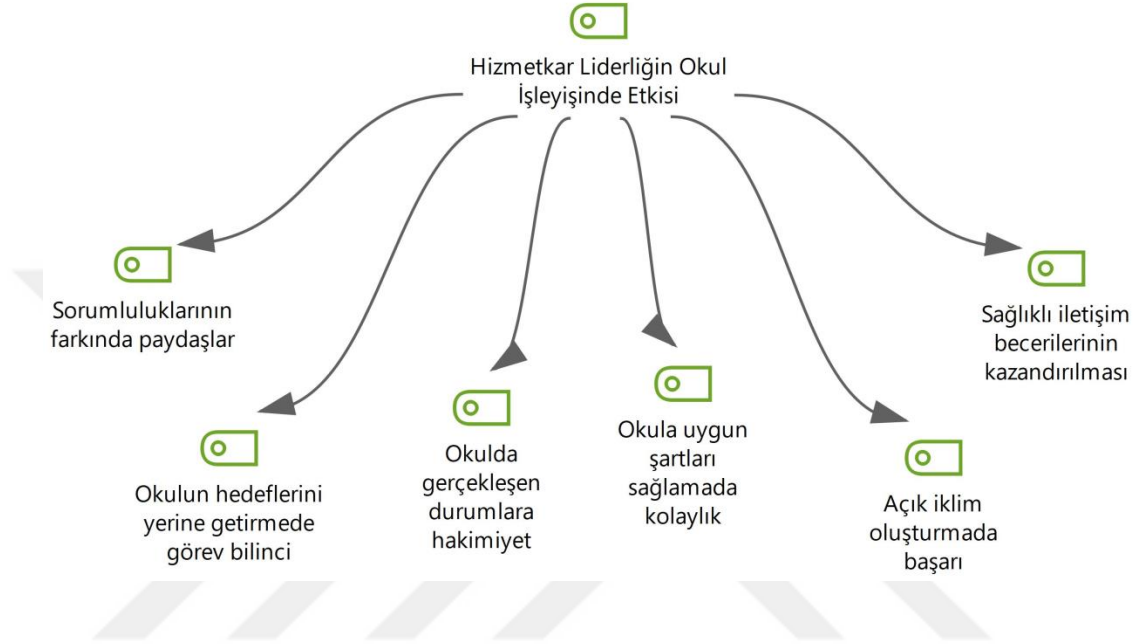 Hizmetkar Liderliğin Okul
İşleyişinde Etkisi
Sorumluluklarının
farkında paydaşlar
Okulun hedeflerini
yerine getirmede
görev bilinci
Okulda
gerçekleşen
durumlara
hakimiyet
Okula uygun
şartları
sağlamada
kolaylık
Açık iklim
oluşturmada
başarı
Sağlıklı iletişim
becerilerinin
kazandırılması